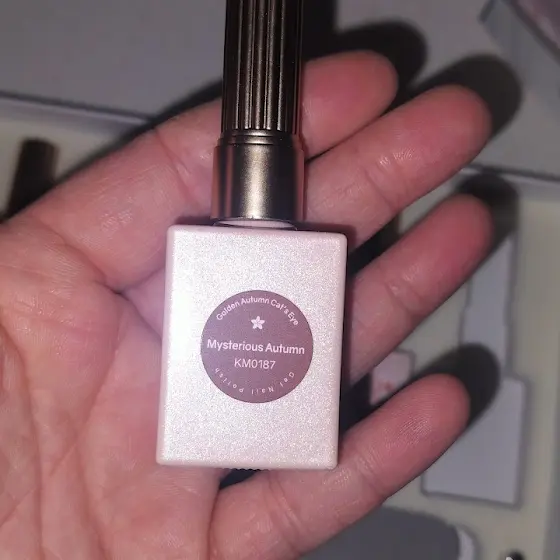 Golden Autumn Cat's Eye
Mysterious Autumn
KM0187
Gel Nail Polish